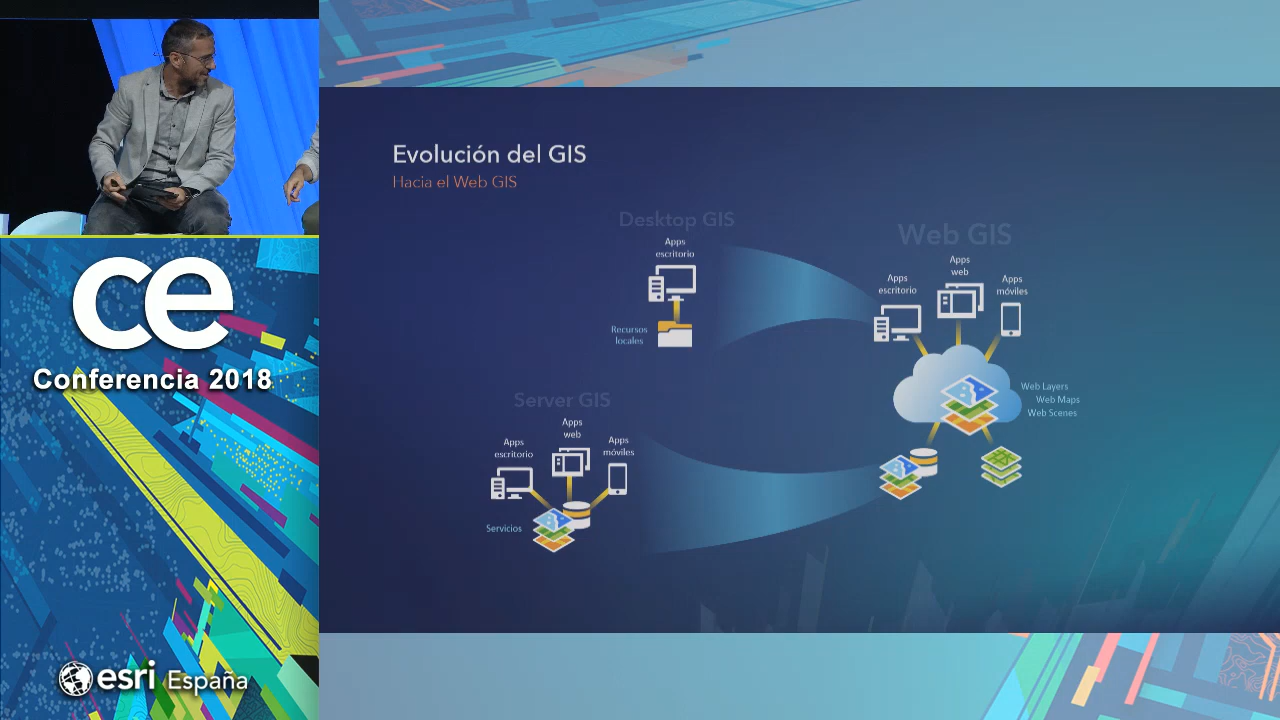 ce
Conferencia 2018
esri España
Evolución del GIS
Hacia el Web GIS
Desktop GIS
Apps
escritorio
Recursos
locales
Server GIS
Apps
escritorio
Apps
web
Apps
móviles
Servicios
Web GIS
Apps
escritorio
Apps
web
Apps
móviles
Web Layers
Web Maps
Web Scenes